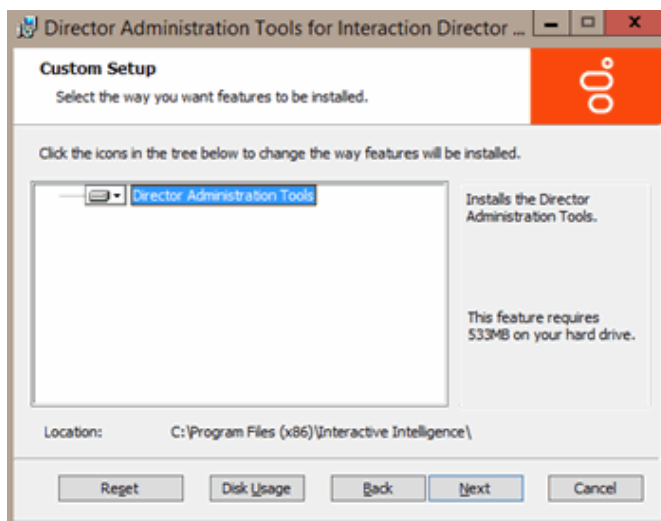 Director Administration Tools for Interaction Director ...
Custom Setup
Select the way you want features to be installed.
Click the icons in the tree below to change the way features will be installed.
Director Administration Tools
Installs the Director
Administration Tools.
This feature requires
533MB on your hard drive.
Location: C:\Program Files (x86)\Interactive Intelligence\
Reset Disk Usage Back Next Cancel